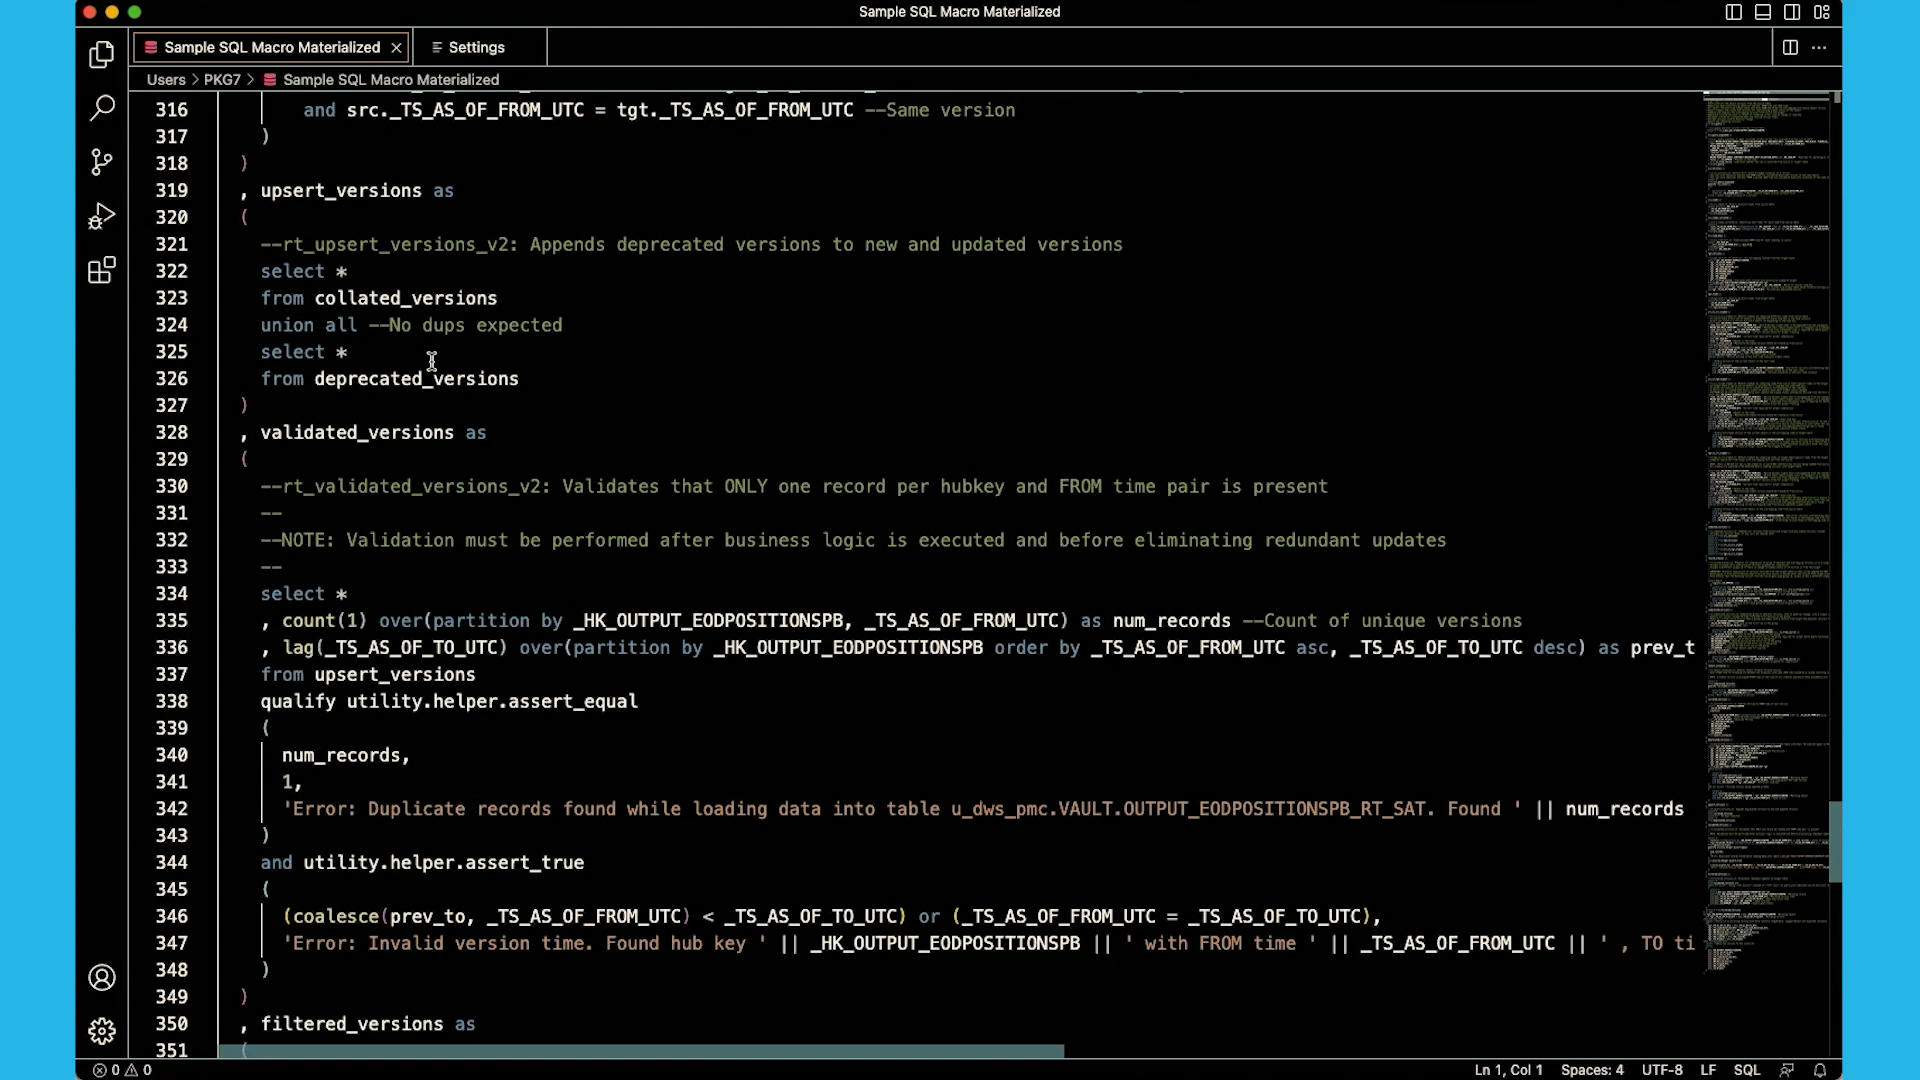 Sample SQL Macro Materialized
Sample SQL Macro Materialized × Settings
Users > PKG7 > Sample SQL Macro Materialized
316 and src._TS_AS_OF_FROM_UTC = tgt._TS_AS_OF_FROM_UTC --Same version
317 )
318 )
319 , upsert_versions as
320 (
321 --rt_upsert_versions_v2: Appends deprecated versions to new and updated versions
322 select *
323 from collated_versions
324 union all --No dups expected
325 select *
326 from deprecated_versions
327 )
328 , validated_versions as
329 (
330 --rt_validated_versions_v2: Validates that ONLY one record per hubkey and FROM time pair is present
331 --
332 --NOTE: Validation must be performed after business logic is executed and before eliminating redundant updates
333 --
334 select *
335 , count(1) over(partition by _HK_OUTPUT_EODPOSITIONSPB, _TS_AS_OF_FROM_UTC) as num_records --Count of unique versions
336 , lag(_TS_AS_OF_TO_UTC) over(partition by _HK_OUTPUT_EODPOSITIONSPB order by _TS_AS_OF_FROM_UTC asc, _TS_AS_OF_TO_UTC desc) as prev_t
337 from upsert_versions
338 qualify utility.helper.assert_equal
339 (
340 num_records,
341 1,
342 'Error: Duplicate records found while loading data into table u_dws_pmc.VAULT.OUTPUT_EODPOSITIONSPB_RT_SAT. Found ' || num_records
343 )
344 and utility.helper.assert_true
345 (
346 (coalesce(prev_to, _TS_AS_OF_FROM_UTC) < _TS_AS_OF_TO_UTC) or (_TS_AS_OF_FROM_UTC = _TS_AS_OF_TO_UTC),
347 'Error: Invalid version time. Found hub key ' || _HK_OUTPUT_EODPOSITIONSPB || ' with FROM time ' || _TS_AS_OF_FROM_UTC || ' , TO ti
348 )
349 )
350 , filtered_versions as
351 (
0 0 Ln 1, Col 1 Spaces: 4 UTF-8 LF SQL